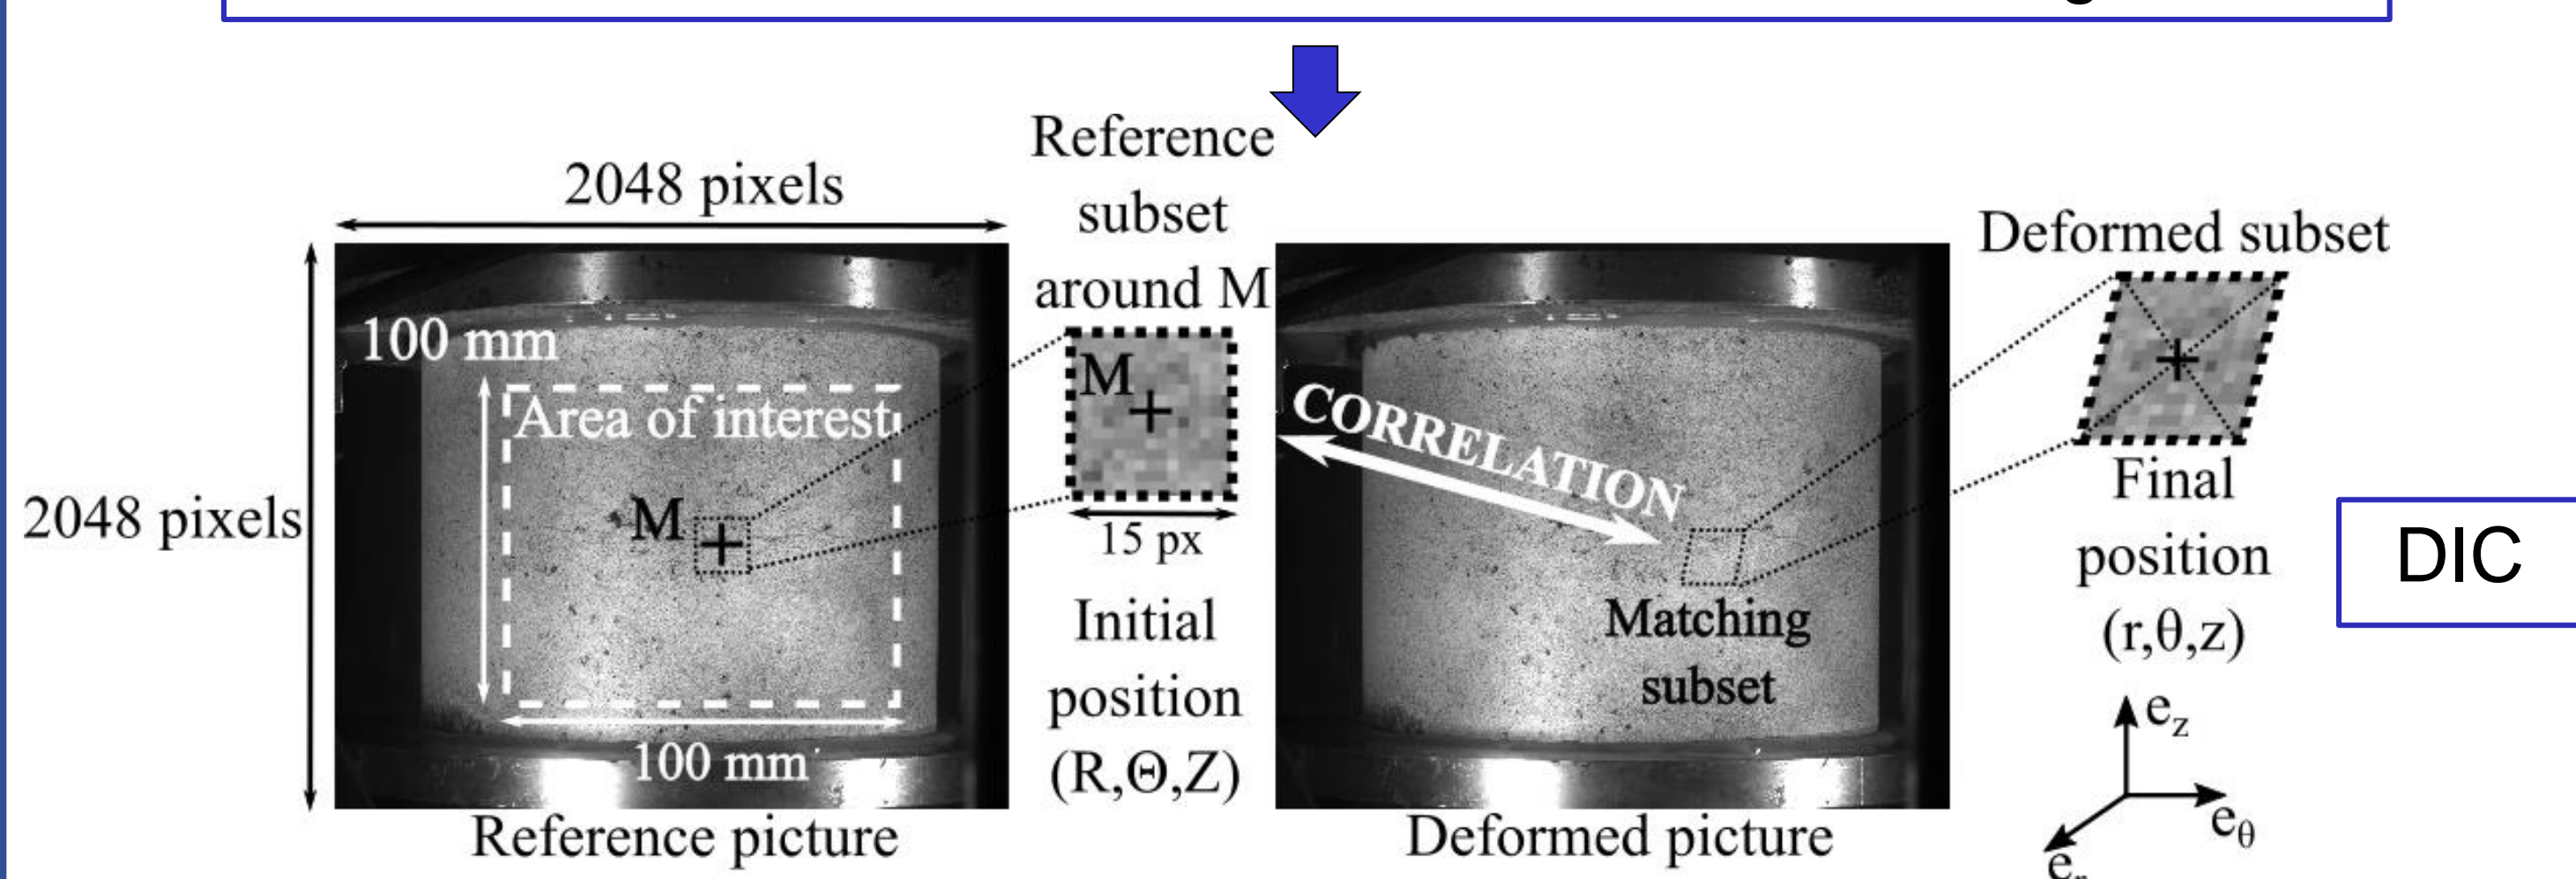 2048 pixels
2048 pixels
100 mm
Area of interest
M
100 mm
Reference picture
Reference
subset
around M
M
15 px
Initial
position
(R,Θ,Z)
CORRELATION
Matching
subset
Deformed picture
Deformed subset
Final
position
(r,θ,z)
e_z
e_θ
DIC